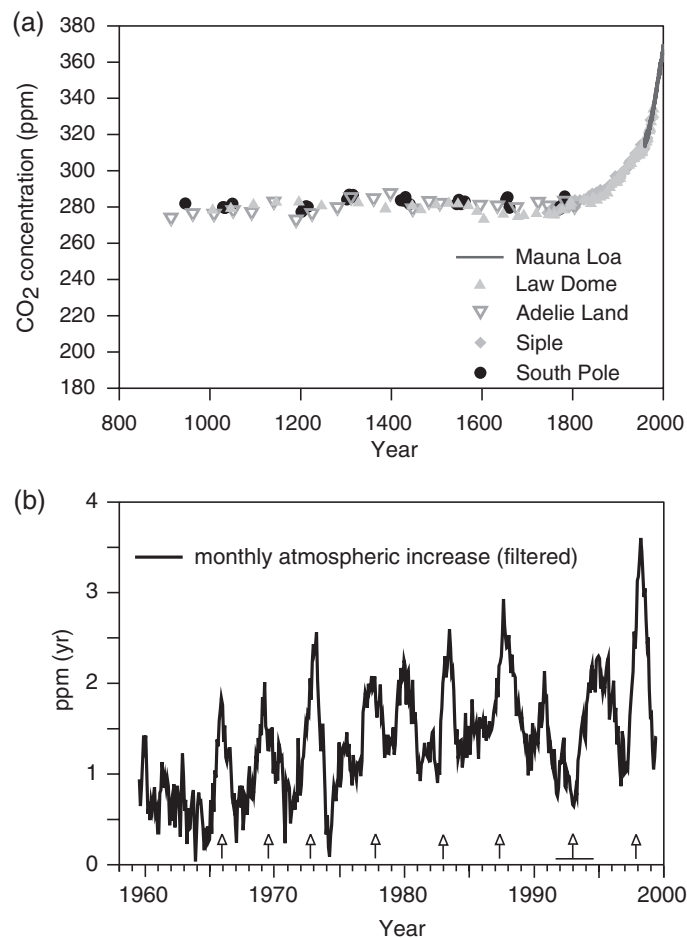 (a)
380
360
340
320
300
280
260
240
220
200
180
CO2 concentration (ppm)
Mauna Loa
Law Dome
Adelie Land
Siple
South Pole
800 1000 1200 1400 1600 1800 2000
Year
(b)
4
3
2
1
0
ppm (yr)
monthly atmospheric increase (filtered)
1960 1970 1980 1990 2000
Year